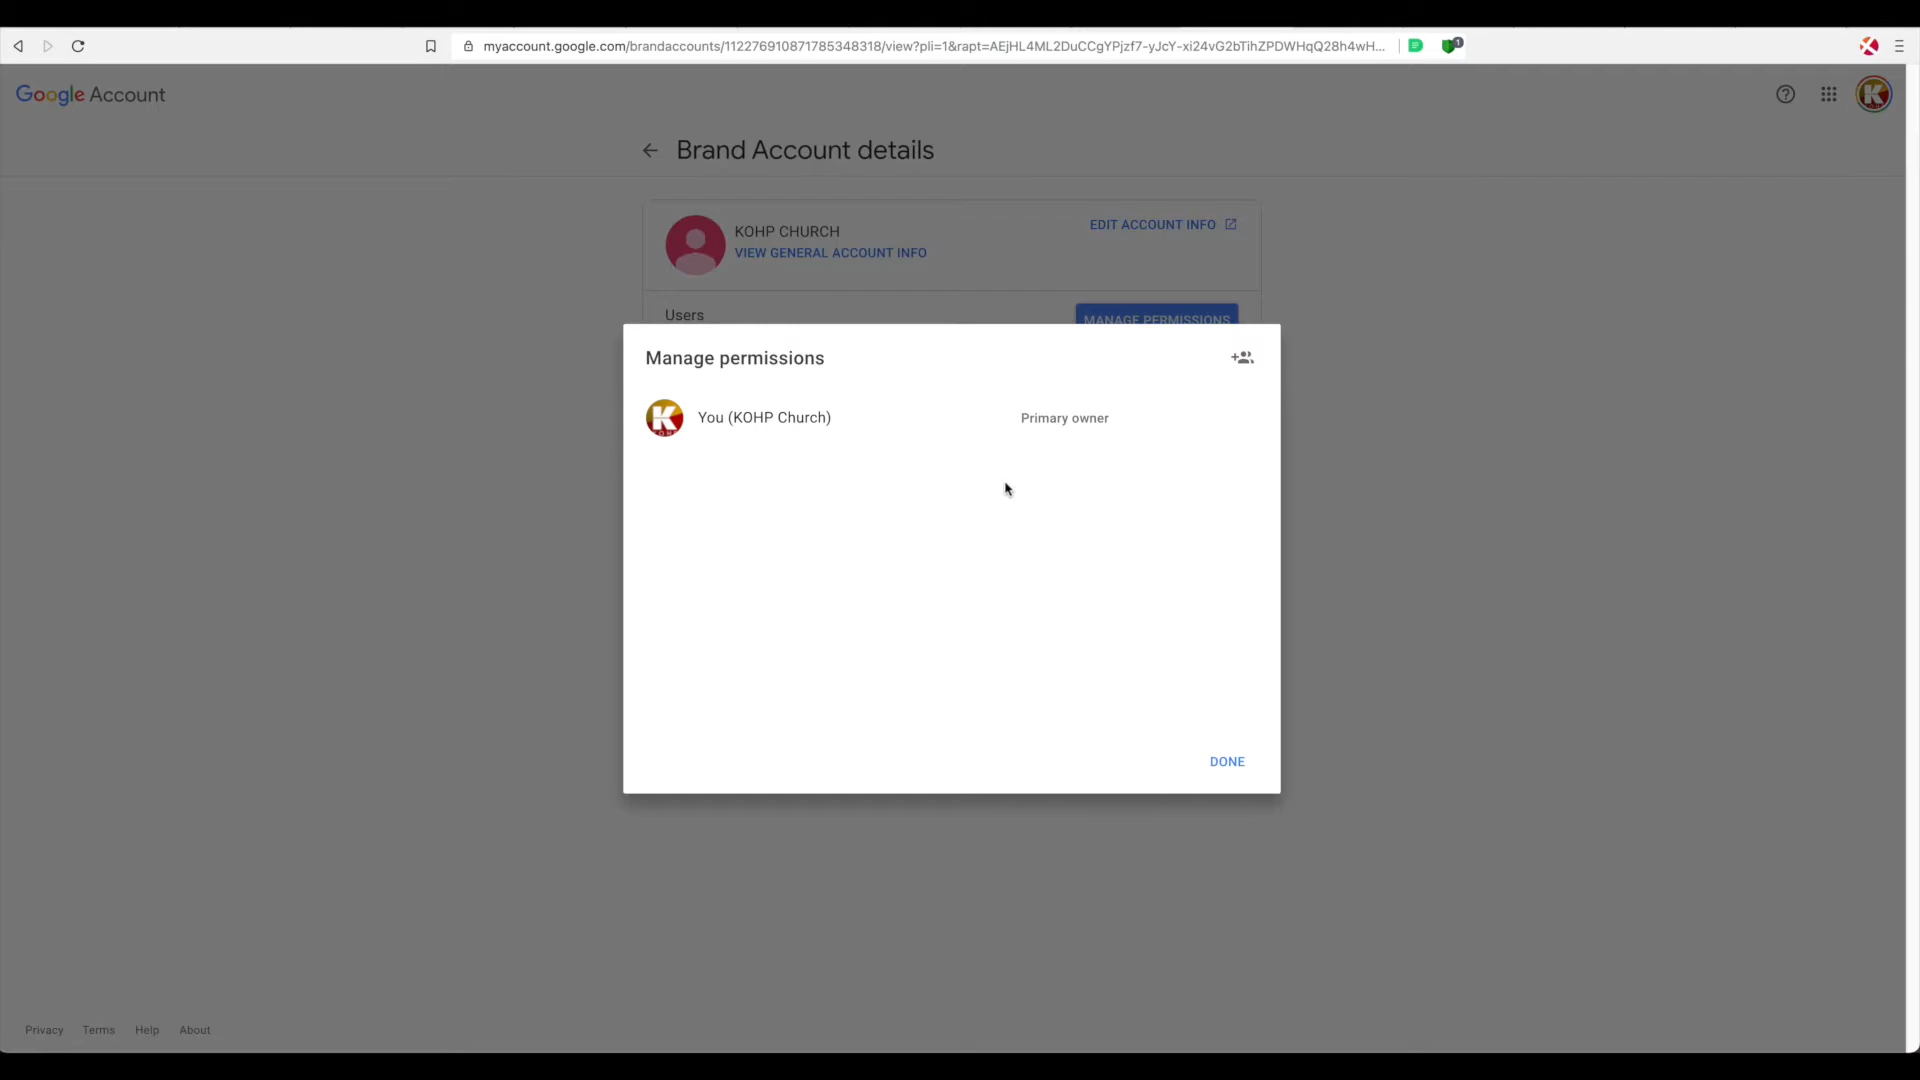 myaccount.google.com/brandaccounts/112276910871785348318/view?pli=1&rapt=AEjHL4ML2DuCCgYPjzf7-yJcY-xi24vG2bTihZPDWHqQ28h4wH...
1
Google Account
K
Brand Account details
KOHP CHURCH
EDIT ACCOUNT INFO
VIEW GENERAL ACCOUNT INFO
Users
MANAGE PERMISSIONS
Manage permissions
K
You (KOHP Church)
Primary owner
DONE
Privacy
Terms
Help
About